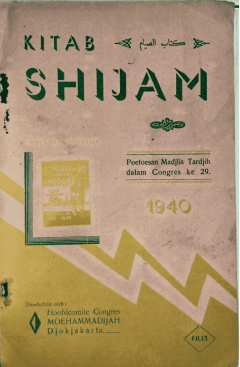 KITAB
كتاب الصيام
SHIJAM
Poetoesan Madjlis Tardjih
dalam Congres ke 29.
1940
Diterbitkan oleh:
Hoofdcomite Congres
MOEHAMMADIJAH
Djokjakarta
f 0,15